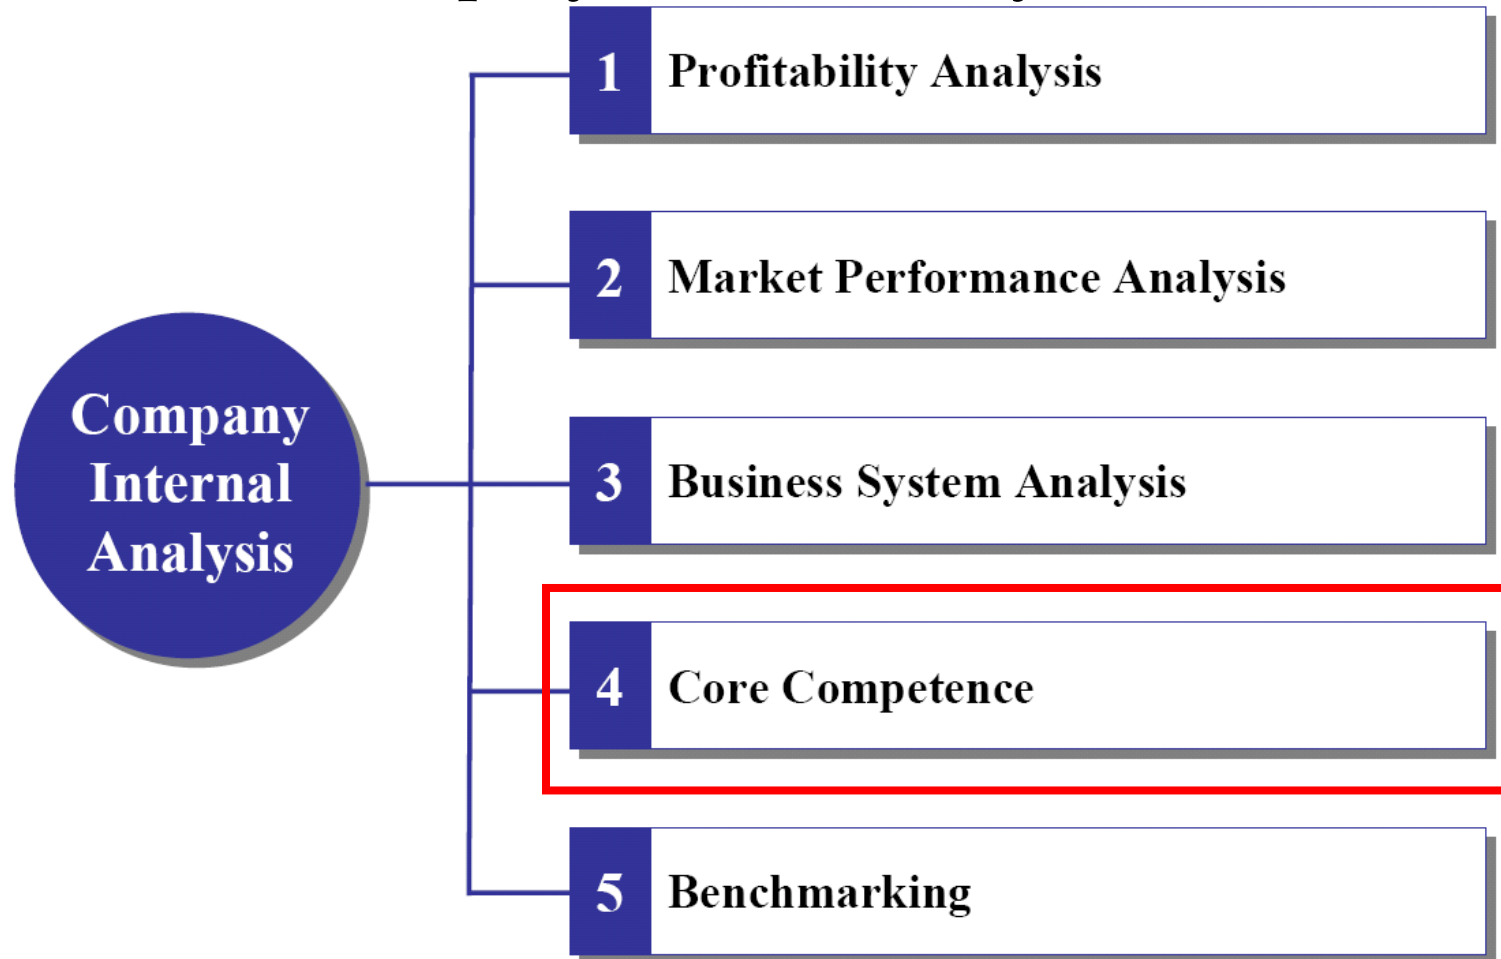 1 Profitability Analysis
2 Market Performance Analysis
Company
Internal
Analysis
3 Business System Analysis
4 Core Competence
5 Benchmarking